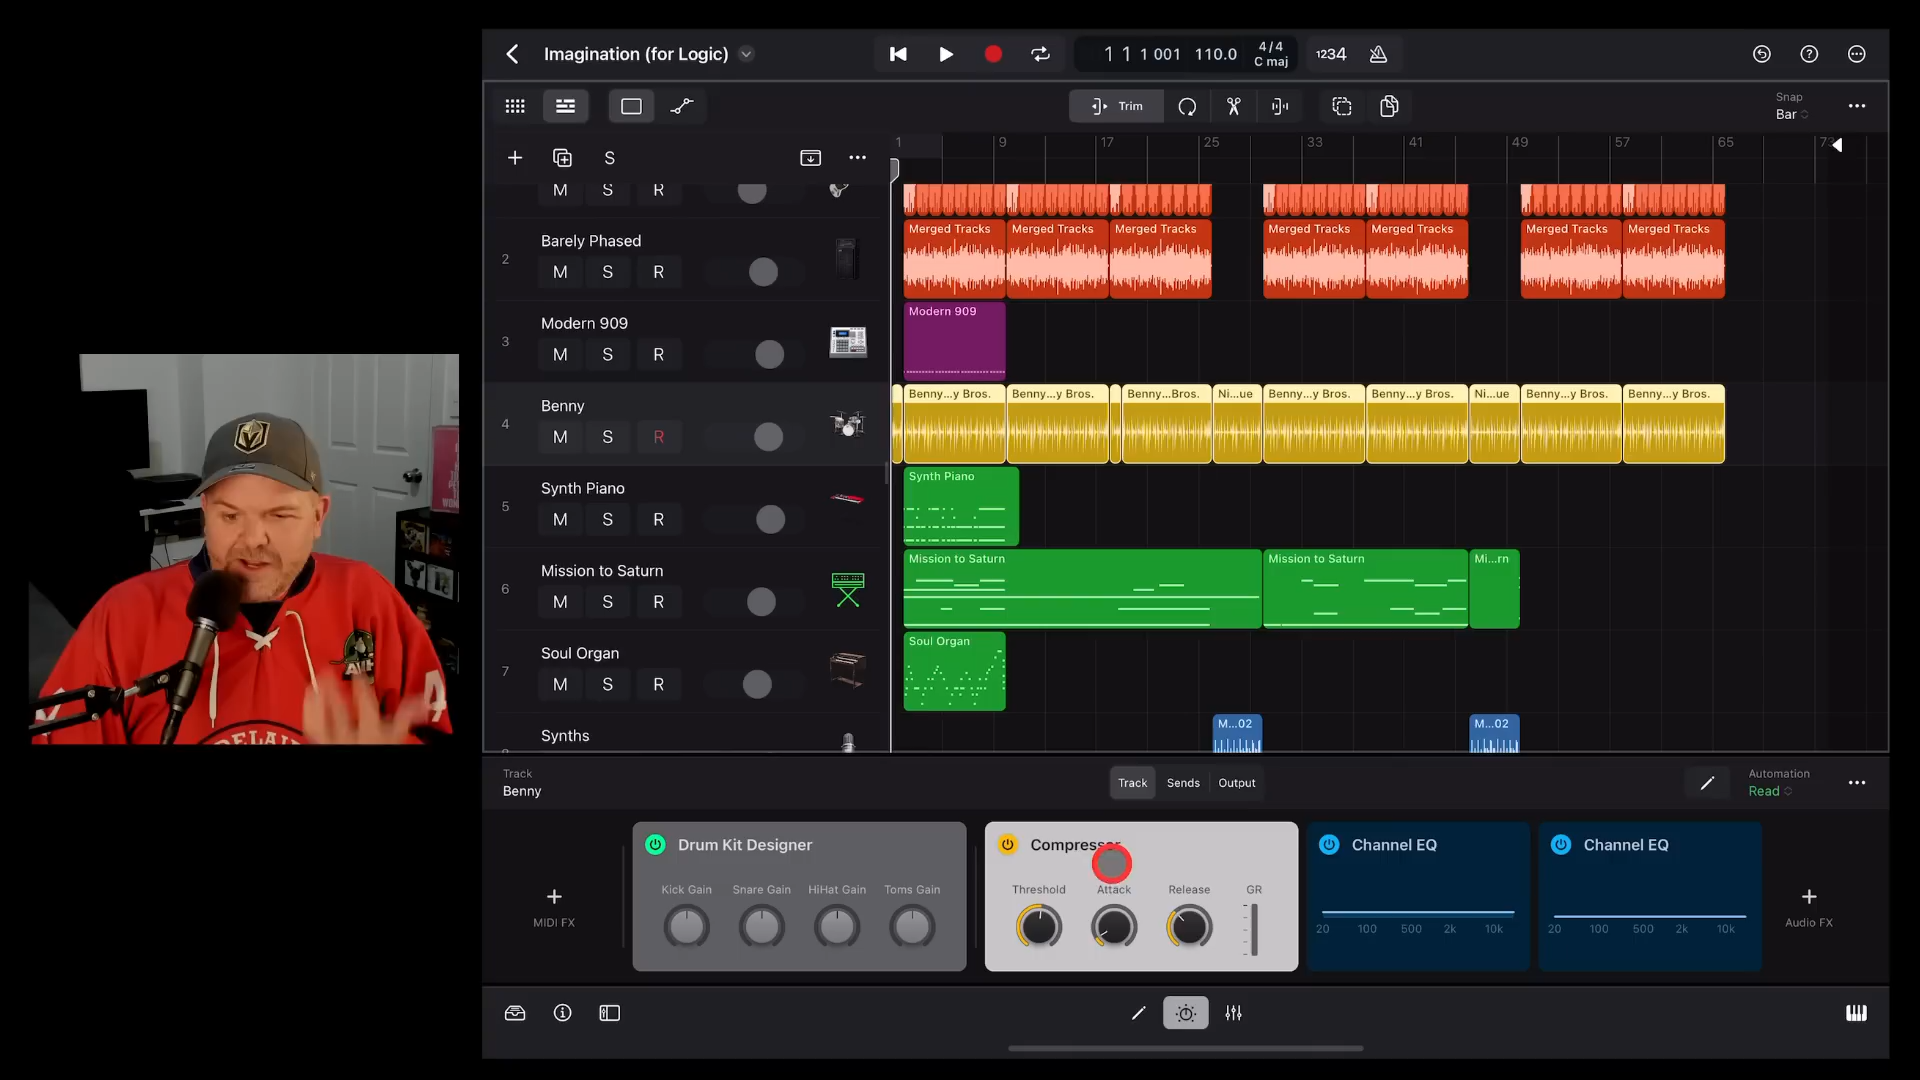 Imagination (for Logic)
1 1 1 001 110.0
4/4
C maj
1234
Trim
Snap
Bar
S
1 9 17 25 33 41 49 57 65 73
M S R
Merged Tracks Merged Tracks Merged Tracks Merged Tracks Merged Tracks Merged Tracks Merged Tracks
2 Barely Phased
M S R
Modern 909
3 Modern 909
M S R
Benny...y Bros. Benny...y Bros. Benny...Bros. Ni...ue Benny...y Bros. Benny...y Bros. Ni...ue Benny...y Bros. Benny...y Bros.
4 Benny
M S R
Synth Piano
5 Synth Piano
M S R
Mission to Saturn Mission to Saturn Mi...rn
6 Mission to Saturn
M S R
Soul Organ
7 Soul Organ
M S R
M...02 M...02
Synths
Track
Benny
Track Sends Output
Automation
Read
Drum Kit Designer
Kick Gain Snare Gain HiHat Gain Toms Gain
Compressor
Threshold Attack Release GR
Channel EQ
20 100 500 2k 10k
Channel EQ
20 100 500 2k 10k
MIDI FX
Audio FX